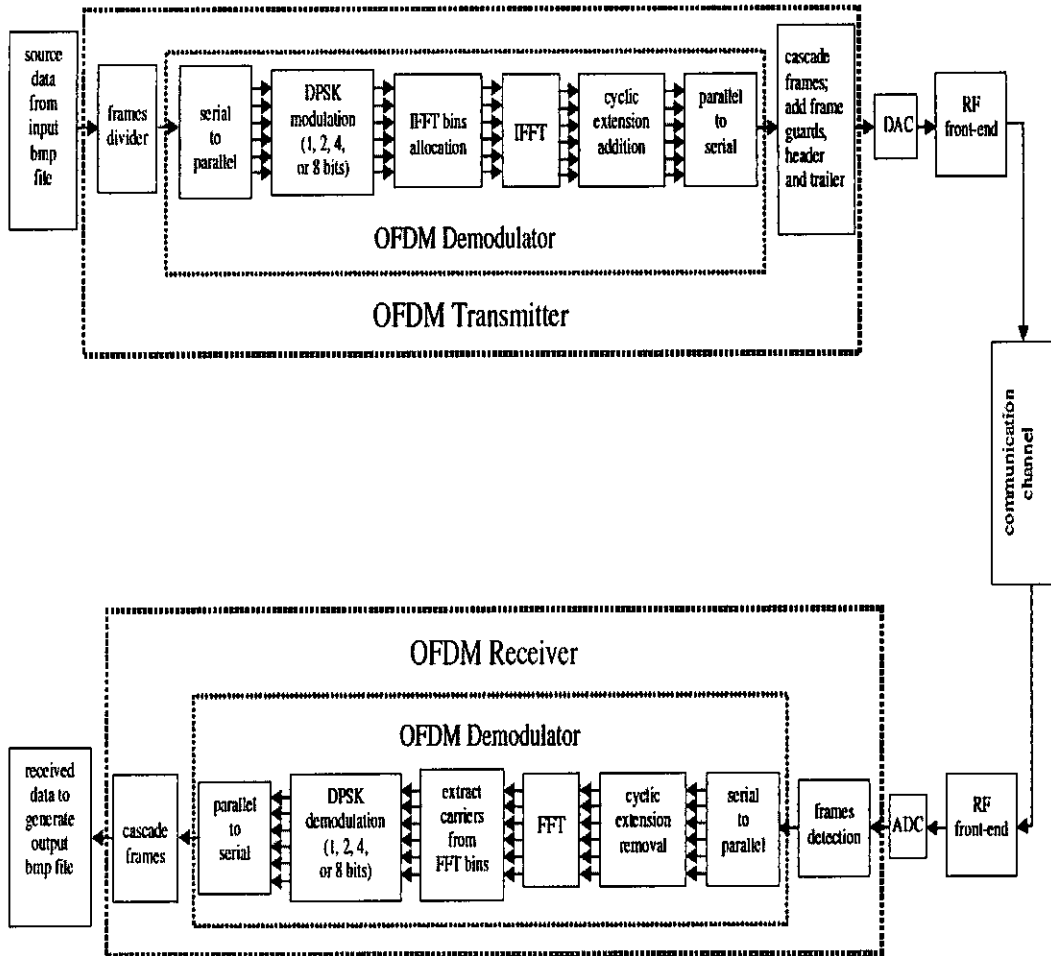 source
data
from
input
bmp
file
frames
divider
serial
to
parallel
DPSK
modulation
(1, 2, 4,
or 8 bits)
IFFT bins
allocation
IFFT
cyclic
extension
addition
parallel
to
serial
cascade
frames;
add frame
guards,
header
and trailer
DAC
RF
front-end
OFDM Demodulator
OFDM Transmitter
communication
channel
OFDM Receiver
OFDM Demodulator
received
data to
generate
output
bmp file
cascade
frames
parallel
to
serial
DPSK
demodulation
(1, 2, 4,
or 8 bits)
extract
carriers
from
FFT bins
FFT
cyclic
extension
removal
serial
to
parallel
frames
detection
ADC
RF
front-end